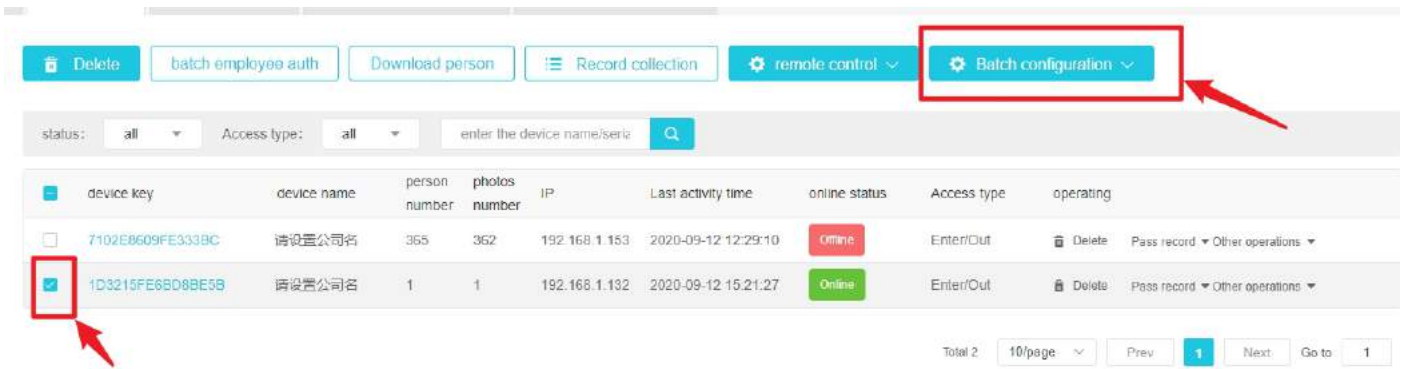 Delete batch employee auth Download person Record collection remote control Batch configuration
status: all Access type: all enter the device name/seria
device key device name person number photos number IP Last activity time online status Access type operating
7102E8609FE333BC 请设置公司名 365 362 192.168.1.153 2020-09-12 12:29:10 Offline Enter/Out Delete Pass record Other operations
1D3215FE6BD8BE5B 请设置公司名 1 1 192.168.1.132 2020-09-12 15:21:27 Online Enter/Out Delete Pass record Other operations
Total 2 10/page Prev 1 Next Go to 1